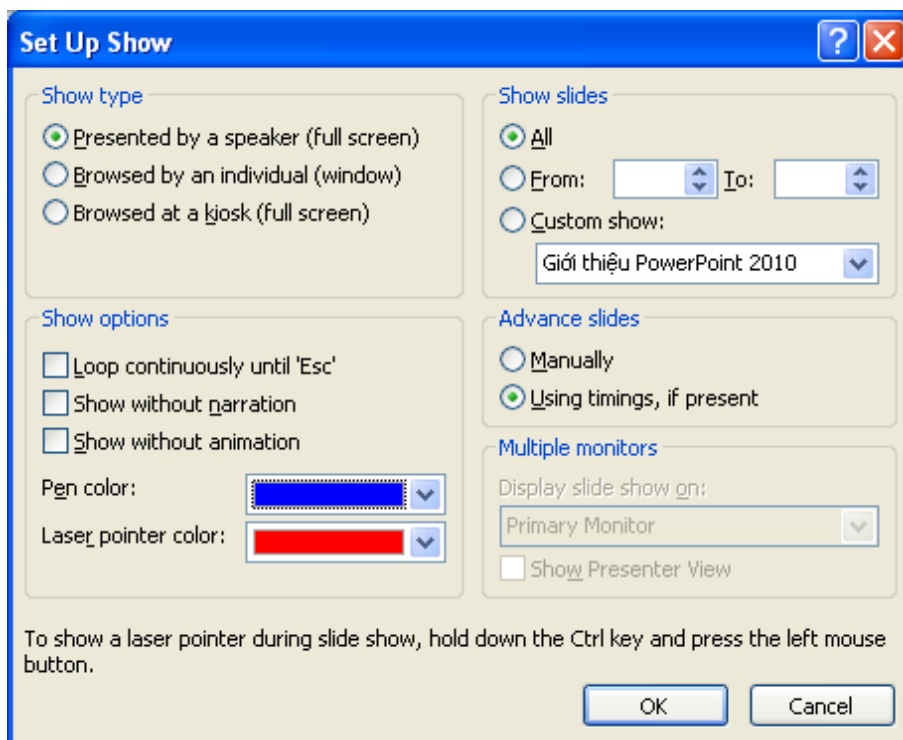 Set Up Show
Show type
Presented by a speaker (full screen)
Browsed by an individual (window)
Browsed at a kiosk (full screen)
Show slides
All
From: To:
Custom show:
Giới thiệu PowerPoint 2010
Show options
Loop continuously until 'Esc'
Show without narration
Show without animation
Pen color:
Laser pointer color:
Advance slides
Manually
Using timings, if present
Multiple monitors
Display slide show on:
Primary Monitor
Show Presenter View
To show a laser pointer during slide show, hold down the Ctrl key and press the left mouse
button.
OK Cancel